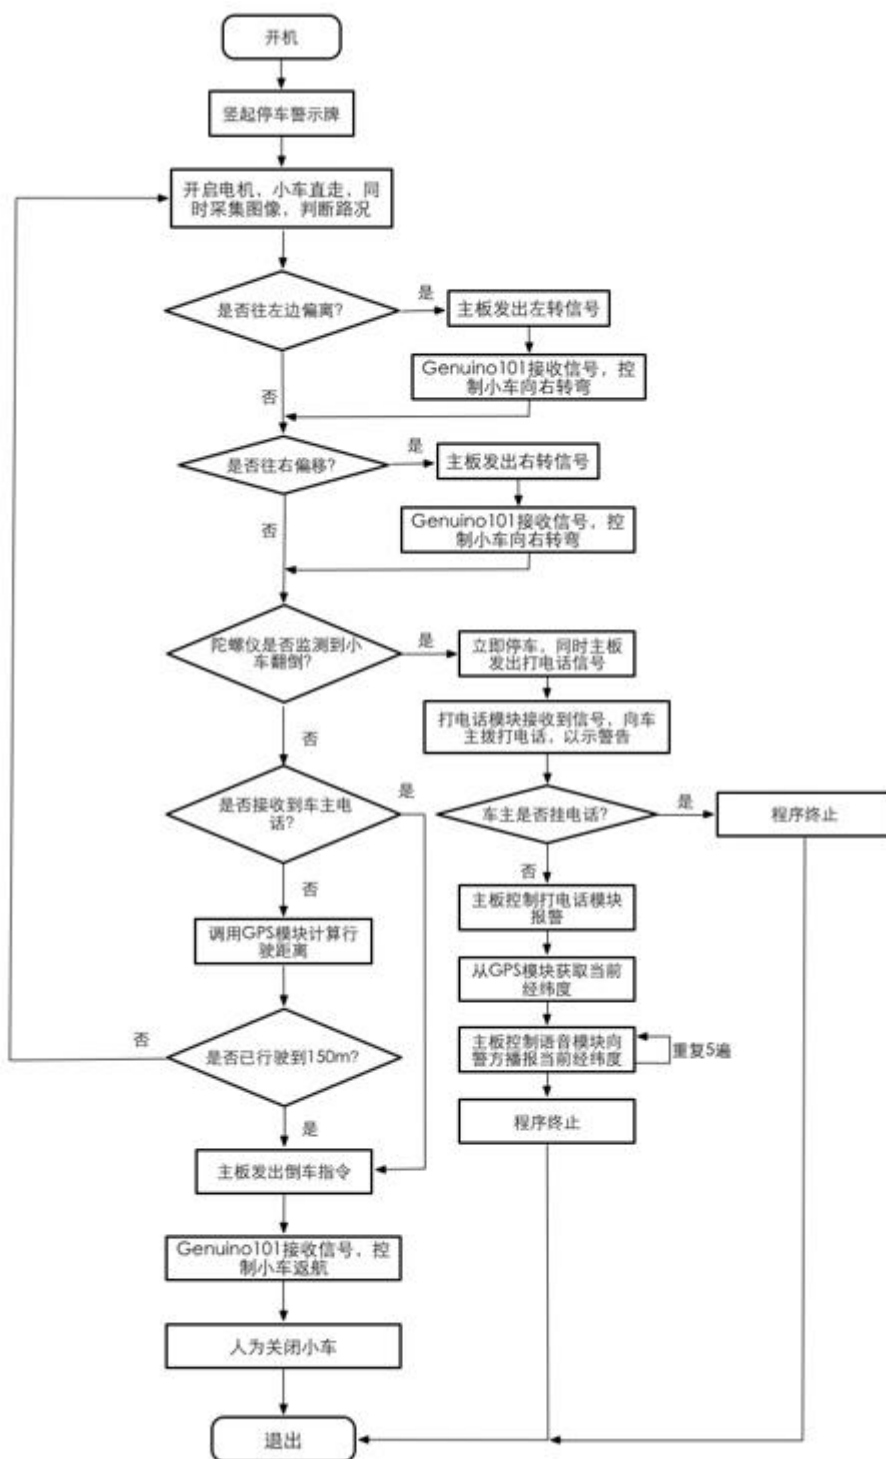 开机
竖起停车警示牌
开启电机、小车直走、同
时采集图像，判断路况
是否往左边偏离？
是
主板发出左转信号
Genuino101接收信号，控
制小车向右转弯
否
是否往右偏移？
是
主板发出右转信号
Genuino101接收信号，控
制小车向右转弯
否
陀螺仪是否监测到小
车翻倒？
是
立即停车，同时主板
发出打电话信号
打电话模块接收到信号，向车
主拨打电话，以示警告
否
是否接收到车主电
话？
是
车主是否挂电话？
是
程序终止
否
否
主板控制打电话模块
报警
调用GPS模块计算行
驶距离
从GPS模块获取当前
经纬度
否
是否已行驶到150m？
主板控制语音模块向
警方播报当前经纬度
重复5遍
是
程序终止
主板发出倒车指令
Genuino101接收信号，控
制小车返航
人为关闭小车
退出